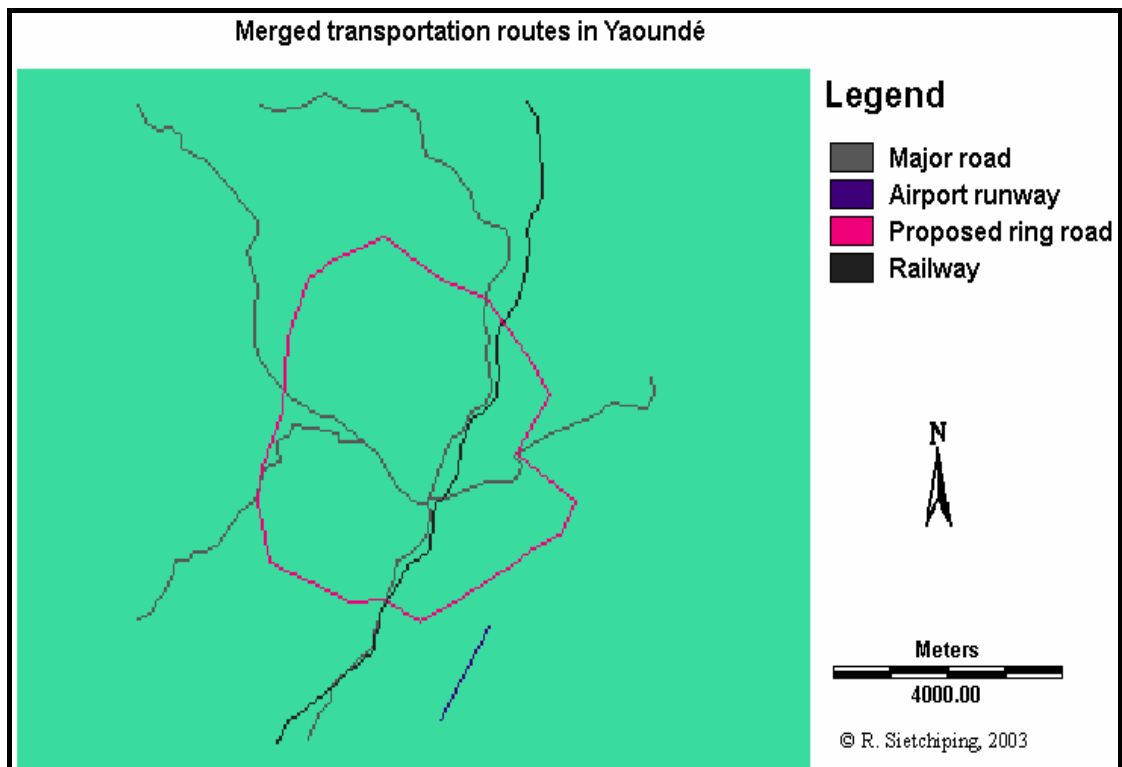 Merged transportation routes in Yaoundé
Legend
Major road
Airport runway
Proposed ring road
Railway
N
Meters
4000.00
© R. Sietchiping, 2003